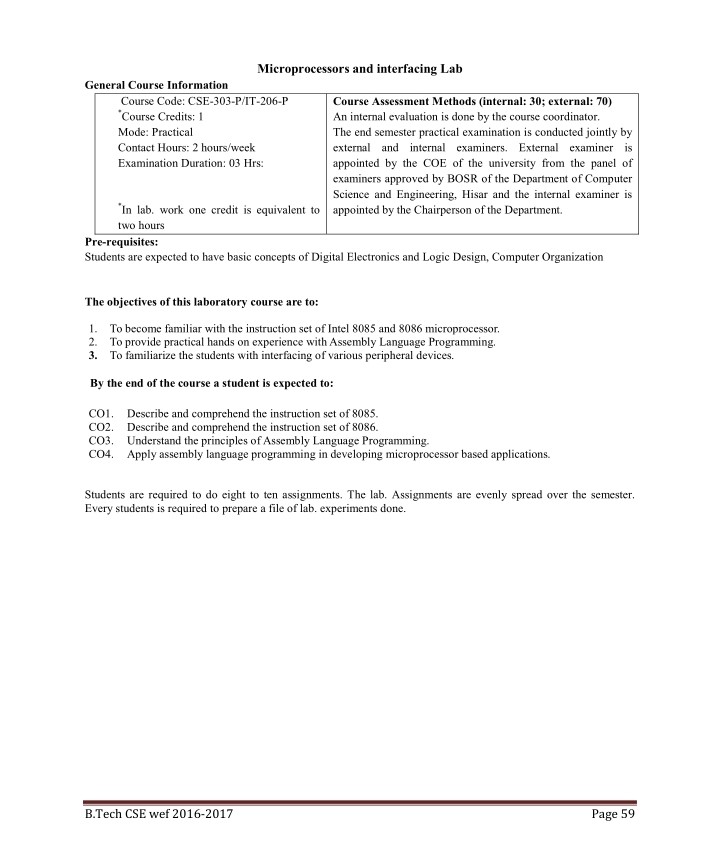 Microprocessors and interfacing Lab
General Course Information
Course Code: CSE-303-P/IT-206-P
*Course Credits: 1
Mode: Practical
Contact Hours: 2 hours/week
Examination Duration: 03 Hrs:
*In lab. work one credit is equivalent to
two hours
Course Assessment Methods (internal: 30; external: 70)
An internal evaluation is done by the course coordinator.
The end semester practical examination is conducted jointly by
external and internal examiners. External examiner is
appointed by the COE of the university from the panel of
examiners approved by BOSR of the Department of Computer
Science and Engineering, Hisar and the internal examiner is
appointed by the Chairperson of the Department.
Pre-requisites:
Students are expected to have basic concepts of Digital Electronics and Logic Design, Computer Organization
The objectives of this laboratory course are to:
1. To become familiar with the instruction set of Intel 8085 and 8086 microprocessor.
2. To provide practical hands on experience with Assembly Language Programming.
3. To familiarize the students with interfacing of various peripheral devices.
By the end of the course a student is expected to:
CO1. Describe and comprehend the instruction set of 8085.
CO2. Describe and comprehend the instruction set of 8086.
CO3. Understand the principles of Assembly Language Programming.
CO4. Apply assembly language programming in developing microprocessor based applications.
Students are required to do eight to ten assignments. The lab. Assignments are evenly spread over the semester.
Every students is required to prepare a file of lab. experiments done.
B.Tech CSE wef 2016-2017 Page 59